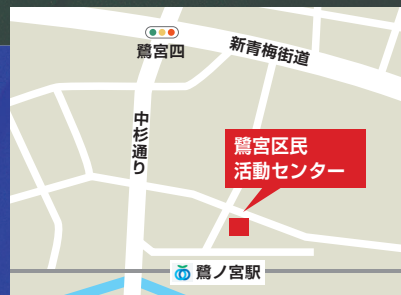 鷺宮四
新青梅街道
中杉通り
鷺宮区民
活動センター
鷺ノ宮駅